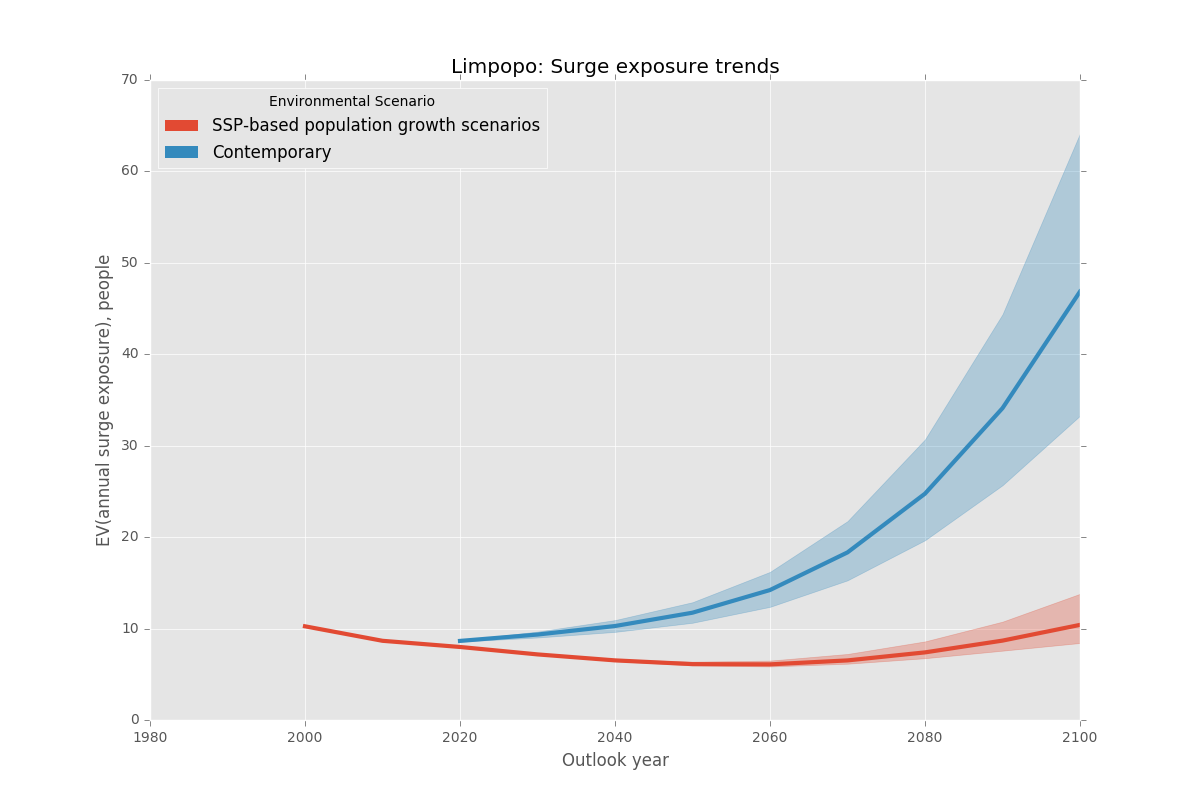 Limpopo: Surge exposure trends
Environmental Scenario
SSP-based population growth scenarios
Contemporary
EV(annual surge exposure), people
70
60
50
40
30
20
10
0
1980 2000 2020 2040 2060 2080 2100
Outlook year